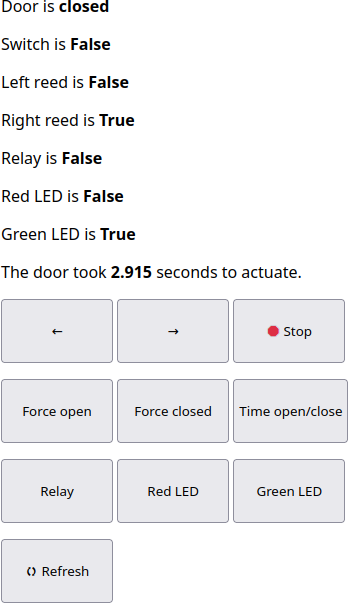 Door is closed
Switch is False
Left reed is False
Right reed is True
Relay is False
Red LED is False
Green LED is True
The door took 2.915 seconds to actuate.
← → 🛑 Stop
Force open Force closed Time open/close
Relay Red LED Green LED
🗘 Refresh